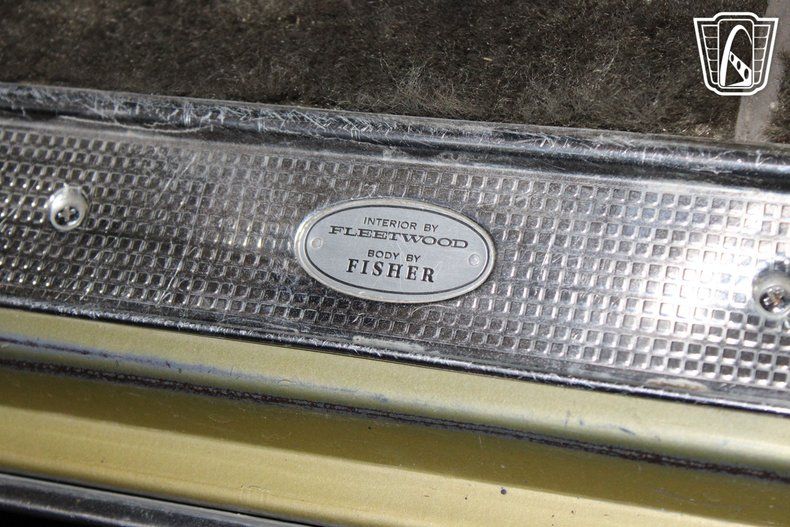 INTERIOR BY
FLEETWOOD
BODY BY
FISHER